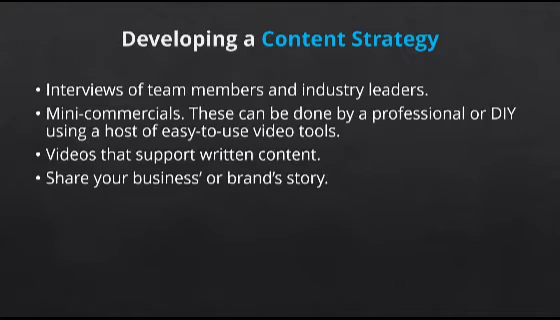 Developing a Content Strategy
• Interviews of team members and industry leaders.
• Mini-commercials. These can be done by a professional or DIY
using a host of easy-to-use video tools.
• Videos that support written content.
• Share your business’ or brand’s story.